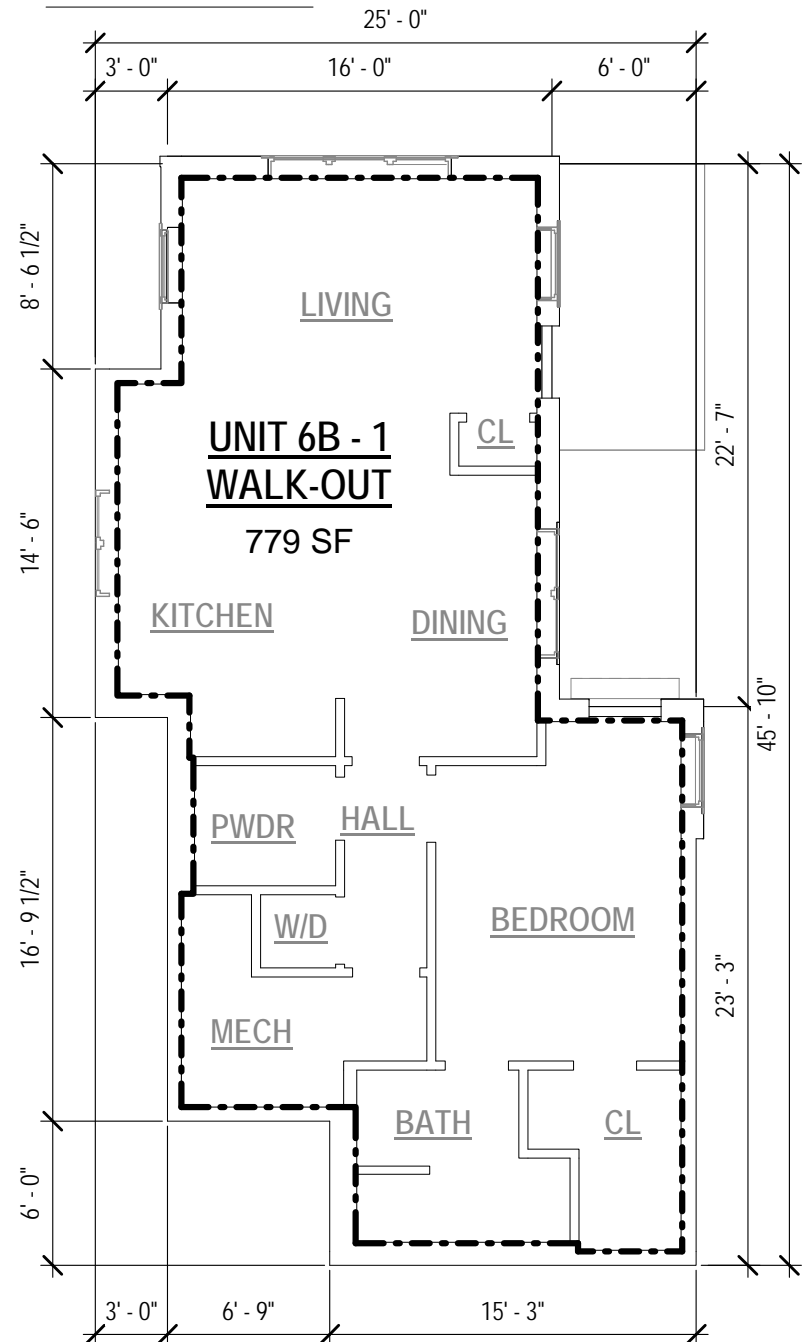 25' - 0"
3' - 0"
16' - 0"
6' - 0"
8' - 6 1/2"
LIVING
CL
UNIT 6B - 1
WALK-OUT
779 SF
22' - 7"
14' - 6"
KITCHEN
DINING
45' - 10"
PWDR
HALL
16' - 9 1/2"
W/D
BEDROOM
23' - 3"
MECH
BATH
CL
6' - 0"
3' - 0"
6' - 9"
15' - 3"